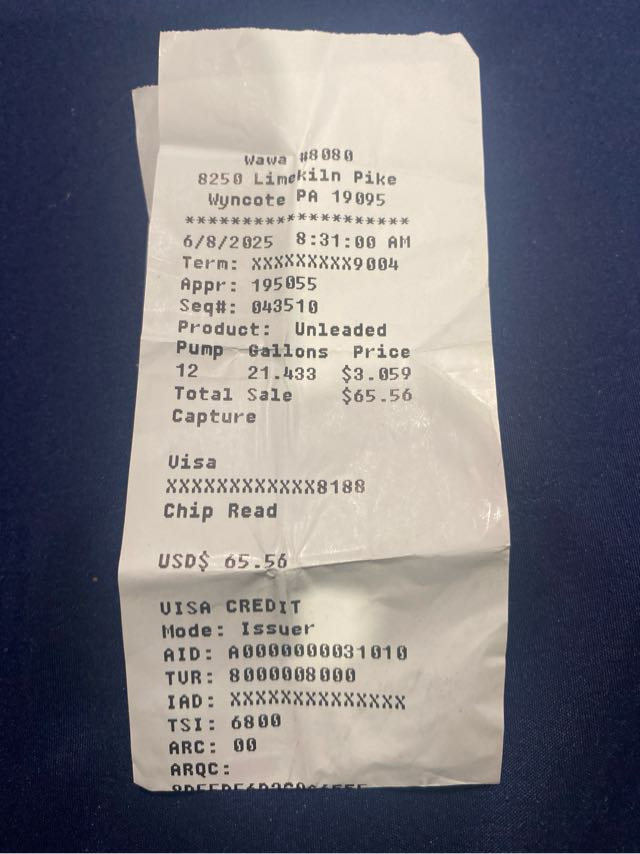 Wawa #8080
8250 Limekiln Pike
Wyncote PA 19095
********************
6/8/2025 8:31:00 AM
Term: XXXXXXXXX9004
Appr: 195055
Seq#: 043510
Product: Unleaded
Pump Gallons Price
12 21.433 $3.059
Total Sale $65.56
Capture
Visa
XXXXXXXXXXXX8188
Chip Read
USD$ 65.56
VISA CREDIT
Mode: Issuer
AID: A0000000031010
TVR: 8000008000
IAD: XXXXXXXXXXXXXX
TSI: 6800
ARC: 00
ARQC: